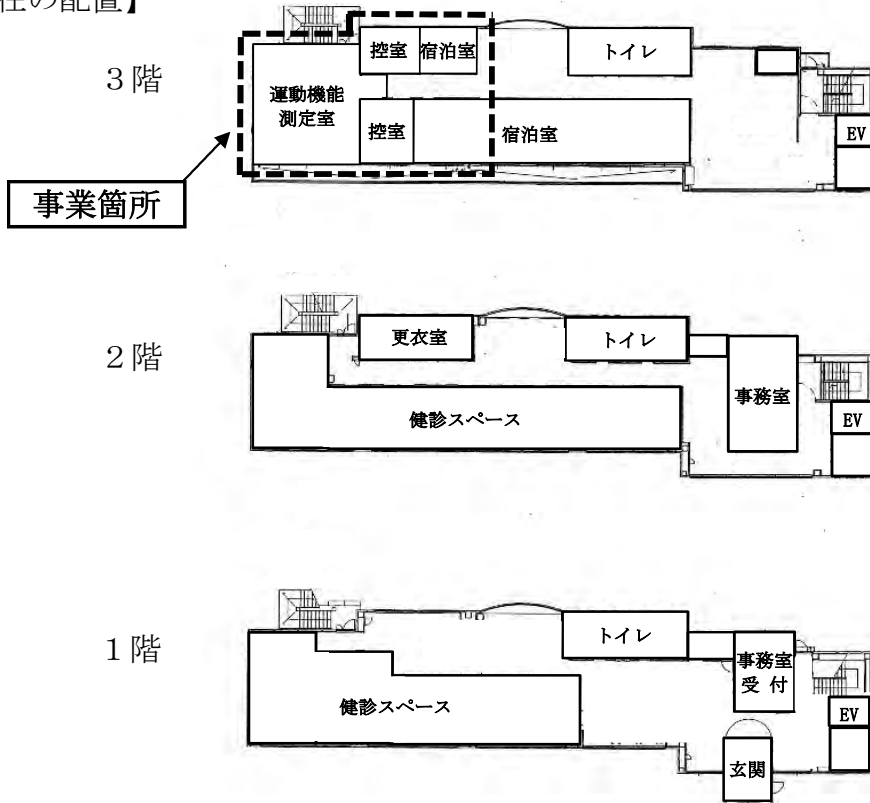 在の配置】
3階
控室
宿泊室
トイレ
運動機能
測定室
控室
宿泊室
EV
事業箇所
2階
更衣室
トイレ
事務室
健診スペース
EV
1階
トイレ
事務室
受付
健診スペース
EV
玄関